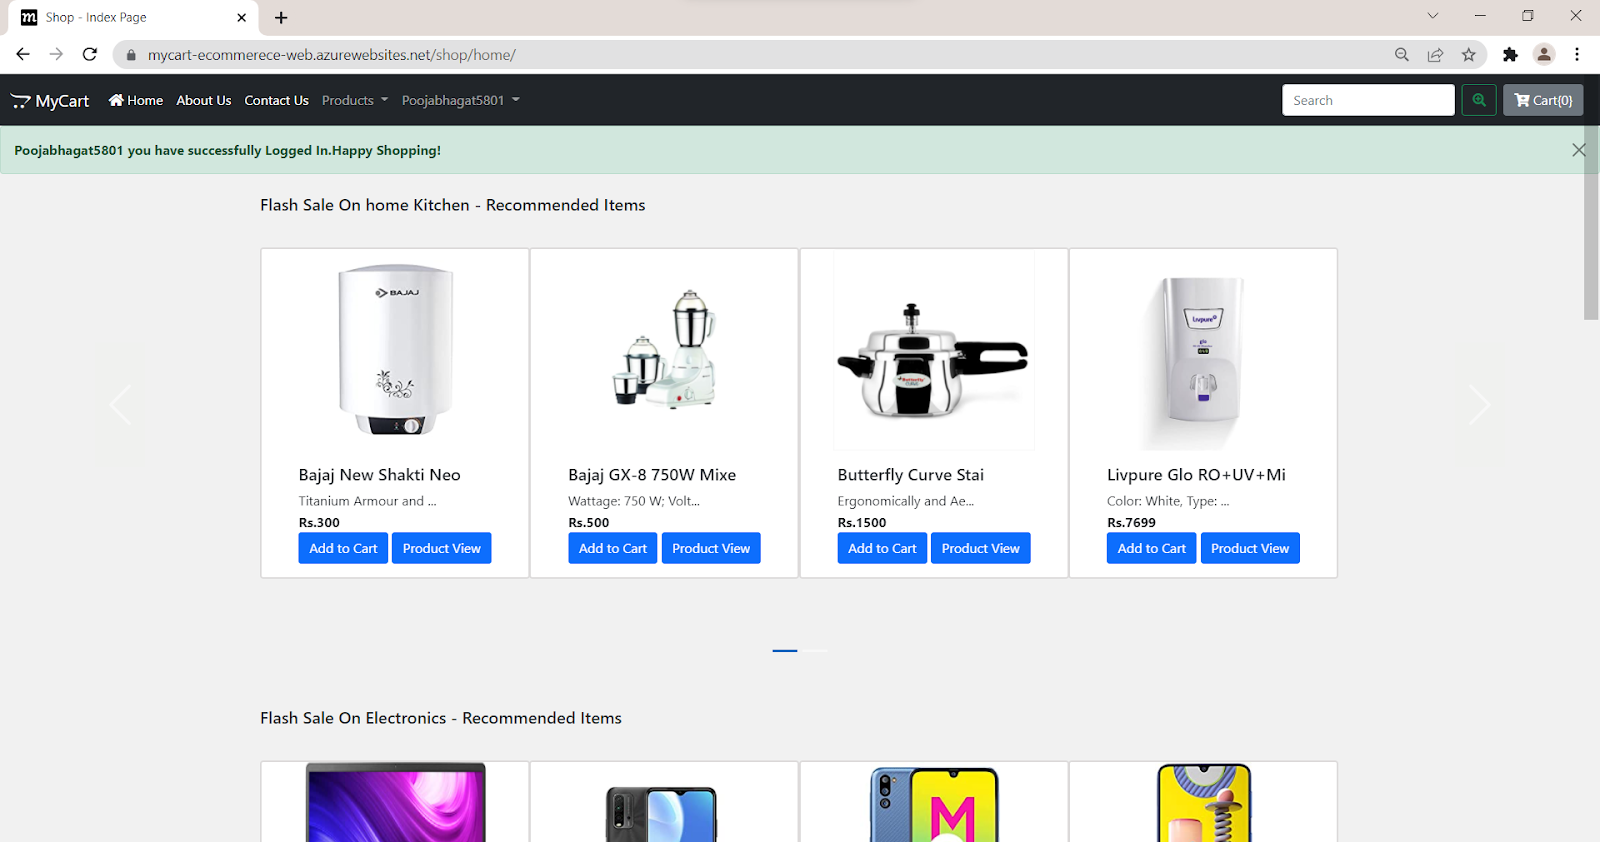 Shop - Index Page
mycart-ecommerece-web.azurewebsites.net/shop/home/
MyCart Home About Us Contact Us Products Poojabhagat5801 Search Cart{0}
Poojabhagat5801 you have successfully Logged In.Happy Shopping!
Flash Sale On home Kitchen - Recommended Items
BAJAJ
Butterfly
Livpure
glo
Bajaj New Shakti Neo
Titanium Armour and ...
Rs.300
Add to Cart Product View
Bajaj GX-8 750W Mixe
Wattage: 750 W; Volt...
Rs.500
Add to Cart Product View
Butterfly Curve Stai
Ergonomically and Ae...
Rs.1500
Add to Cart Product View
Livpure Glo RO+UV+Mi
Color: White, Type: ...
Rs.7699
Add to Cart Product View
Flash Sale On Electronics - Recommended Items
M